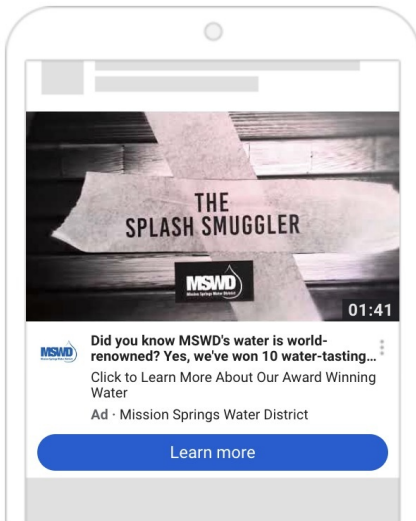 THE
SPLASH SMUGGLER
MSWD
Mission Springs Water District
01:41
MSWD
Did you know MSWD's water is world-
renowned? Yes, we've won 10 water-tasting...
Click to Learn More About Our Award Winning
Water
Ad · Mission Springs Water District
Learn more